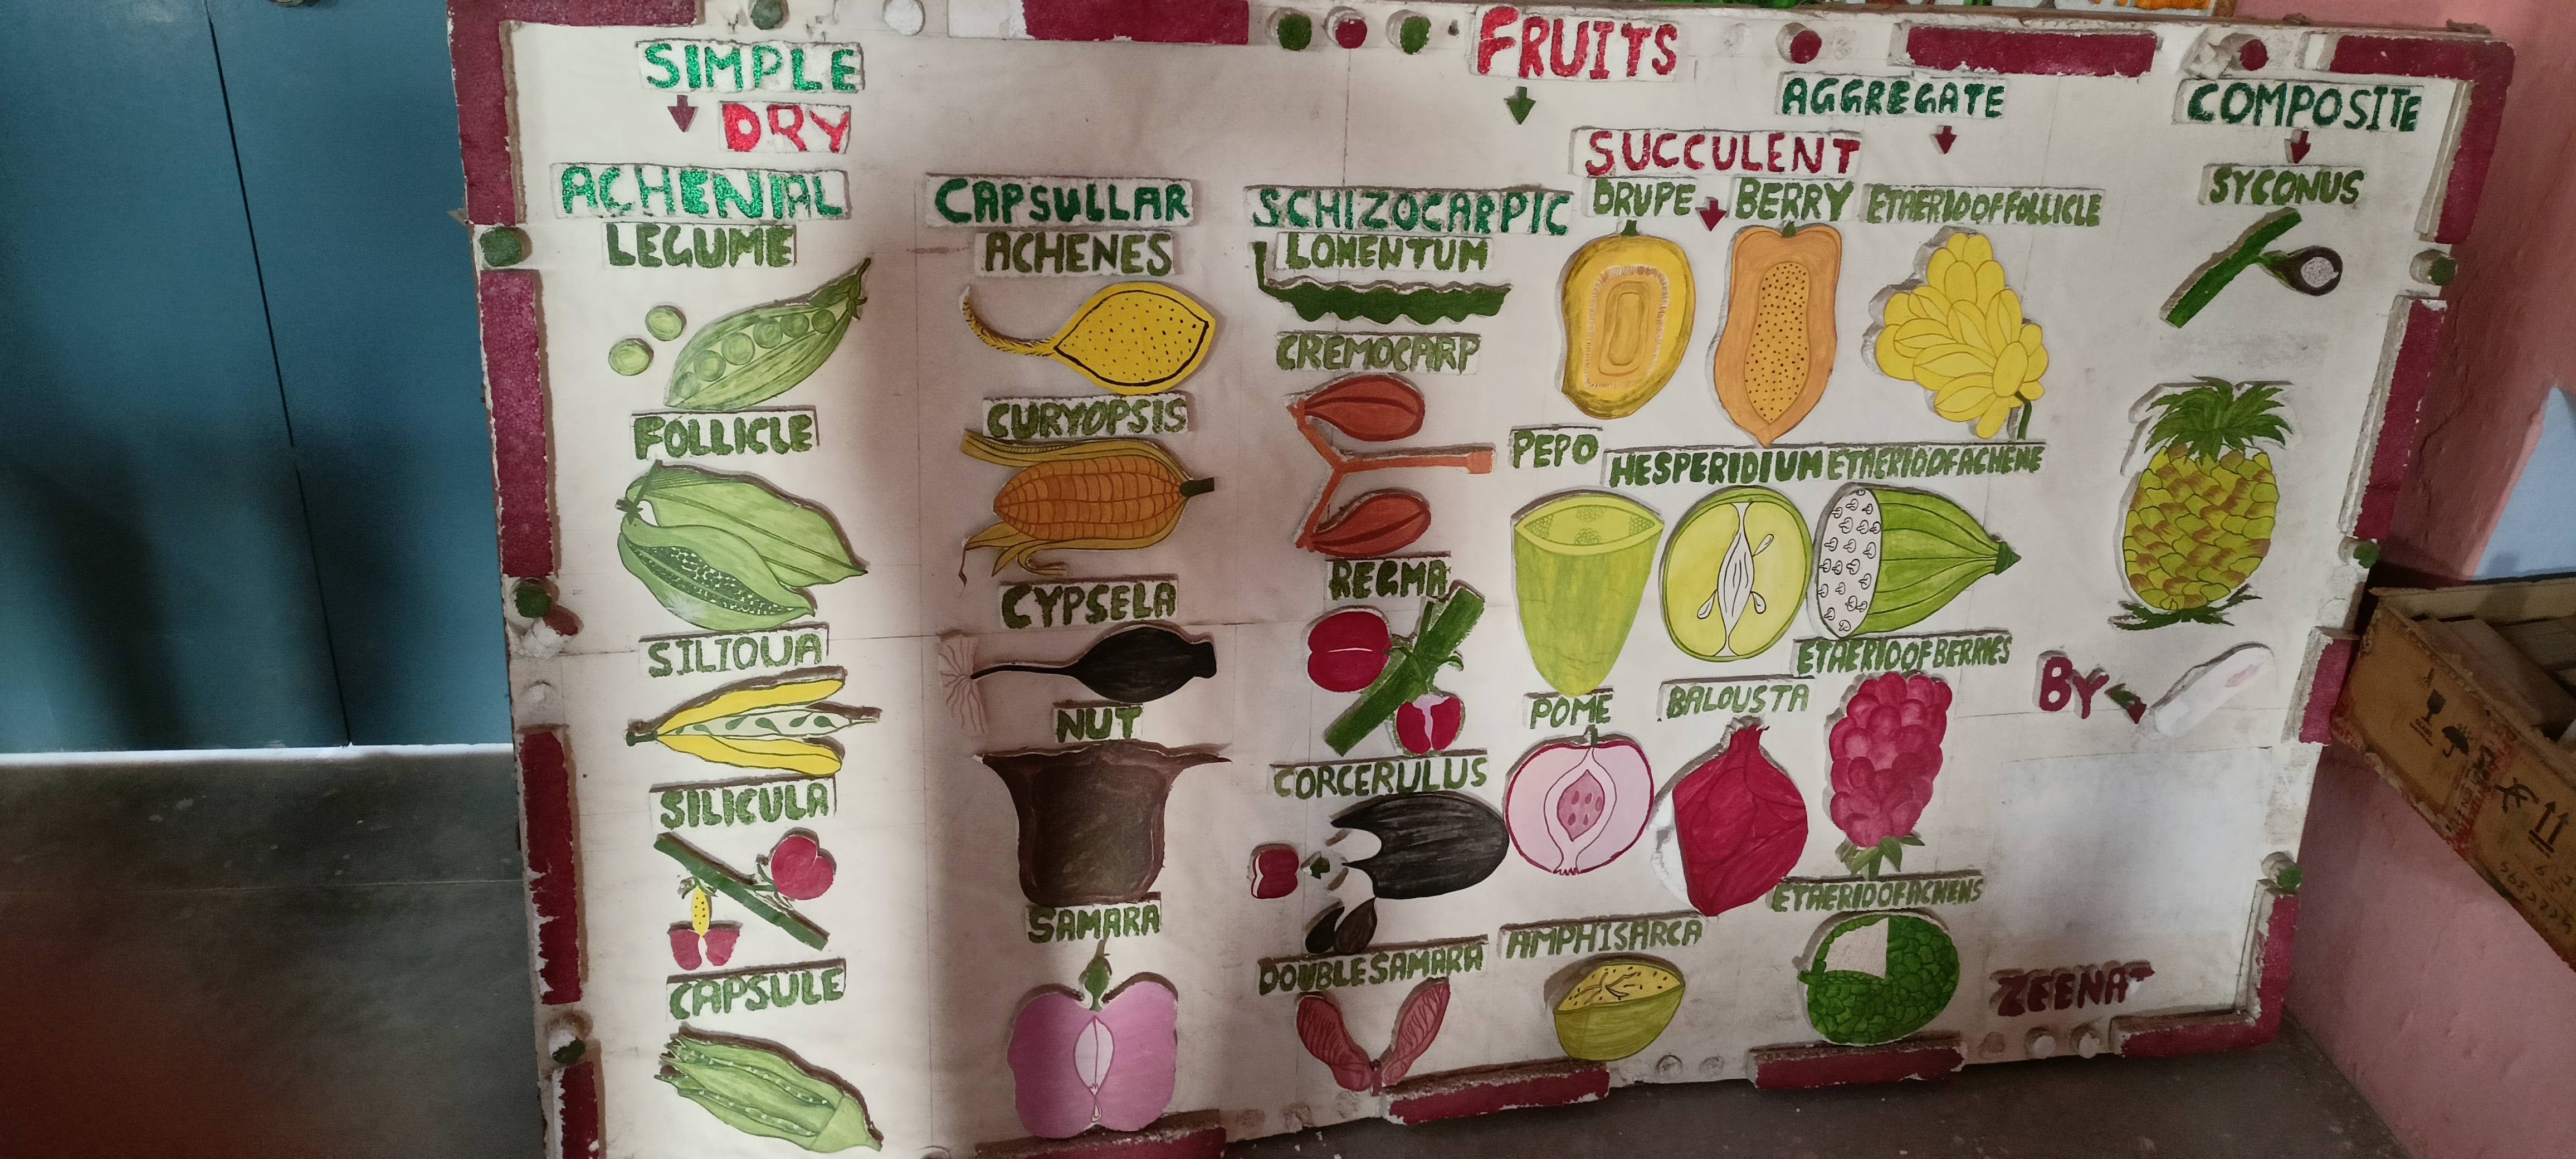 FRUITS
SIMPLE
DRY
ACHENIAL
LEGUME
FOLLICLE
SILIQUA
SILICULA
CAPSULE
CAPSULLAR
ACHENES
CURYOPSIS
CYPSELA
NUT
SAMARA
SCHIZOCARPIC
LOMENTUM
CREMOCARP
REGMA
CORCERULUS
DOUBLE SAMARA
SUCCULENT
DRUPE
BERRY
PEPO
HESPERIDIUM
POME
BALOUSTA
AMPHISARCA
AGGREGATE
ETAERIO OF FOLLICLE
ETAERIO OF ACHENE
ETAERIO OF BERRIES
ETAERIO OF ACHENS
COMPOSITE
SYCONUS
BY
ZEENAT